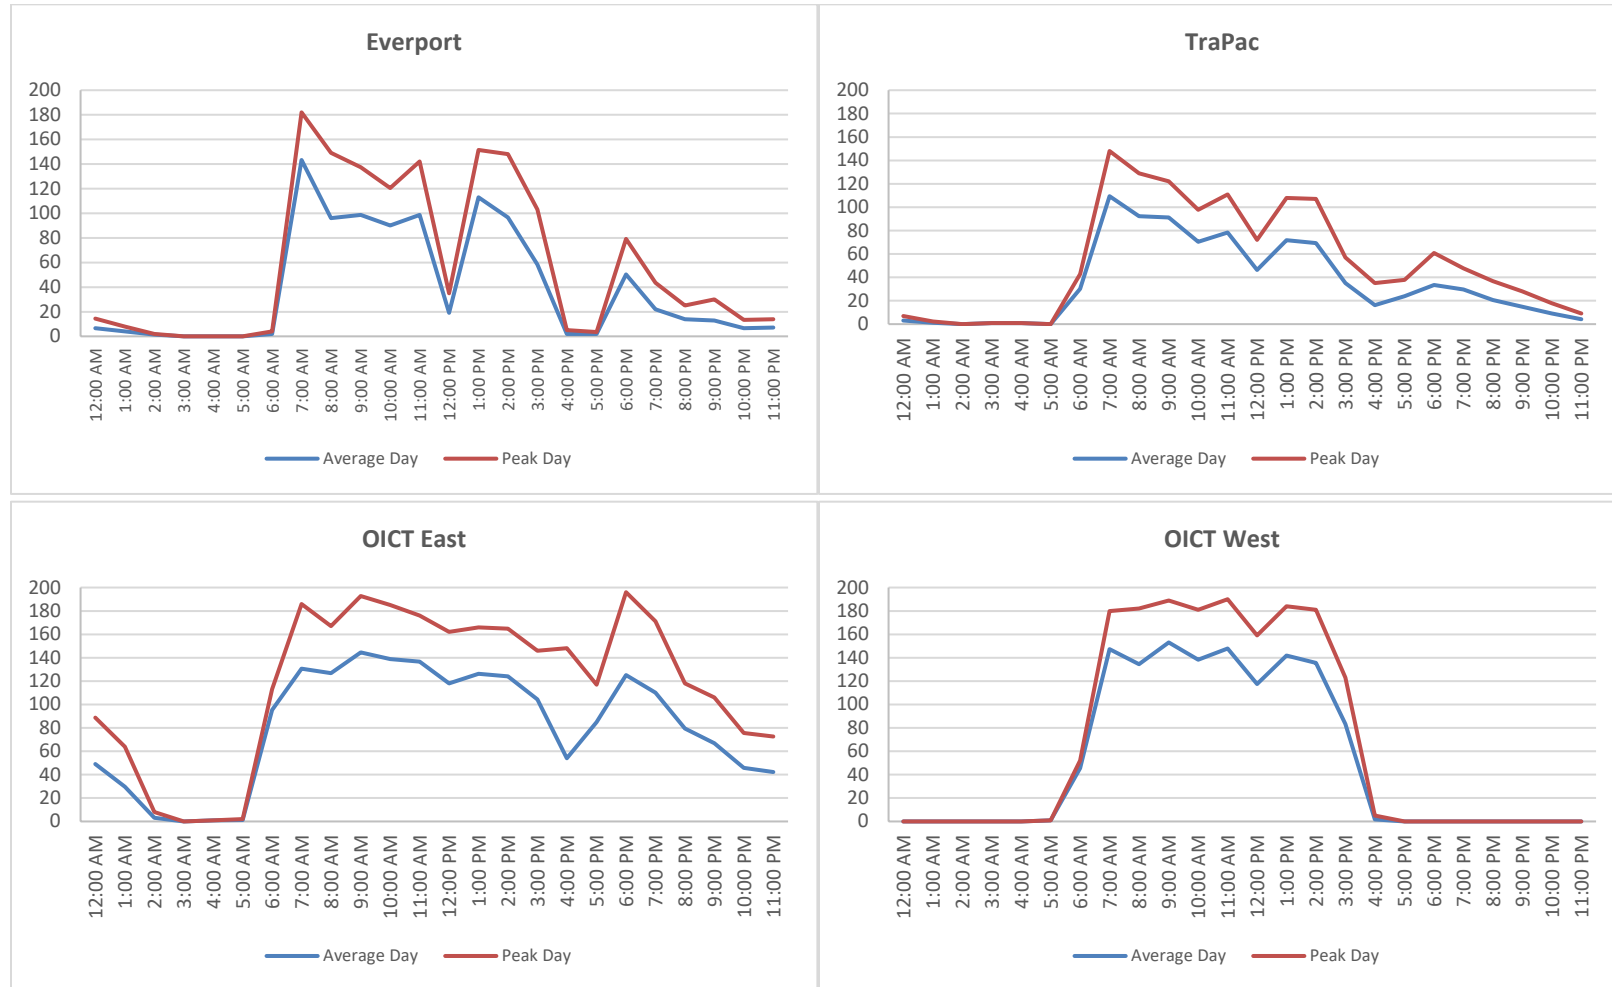 Everport
200
180
160
140
120
100
80
60
40
20
0
12:00 AM
1:00 AM
2:00 AM
3:00 AM
4:00 AM
5:00 AM
6:00 AM
7:00 AM
8:00 AM
9:00 AM
10:00 AM
11:00 AM
12:00 PM
1:00 PM
2:00 PM
3:00 PM
4:00 PM
5:00 PM
6:00 PM
7:00 PM
8:00 PM
9:00 PM
10:00 PM
11:00 PM
Average Day Peak Day
TraPac
200
180
160
140
120
100
80
60
40
20
0
12:00 AM
1:00 AM
2:00 AM
3:00 AM
4:00 AM
5:00 AM
6:00 AM
7:00 AM
8:00 AM
9:00 AM
10:00 AM
11:00 AM
12:00 PM
1:00 PM
2:00 PM
3:00 PM
4:00 PM
5:00 PM
6:00 PM
7:00 PM
8:00 PM
9:00 PM
10:00 PM
11:00 PM
Average Day Peak Day
OICT East
200
180
160
140
120
100
80
60
40
20
0
12:00 AM
1:00 AM
2:00 AM
3:00 AM
4:00 AM
5:00 AM
6:00 AM
7:00 AM
8:00 AM
9:00 AM
10:00 AM
11:00 AM
12:00 PM
1:00 PM
2:00 PM
3:00 PM
4:00 PM
5:00 PM
6:00 PM
7:00 PM
8:00 PM
9:00 PM
10:00 PM
11:00 PM
Average Day Peak Day
OICT West
200
180
160
140
120
100
80
60
40
20
0
12:00 AM
1:00 AM
2:00 AM
3:00 AM
4:00 AM
5:00 AM
6:00 AM
7:00 AM
8:00 AM
9:00 AM
10:00 AM
11:00 AM
12:00 PM
1:00 PM
2:00 PM
3:00 PM
4:00 PM
5:00 PM
6:00 PM
7:00 PM
8:00 PM
9:00 PM
10:00 PM
11:00 PM
Average Day Peak Day